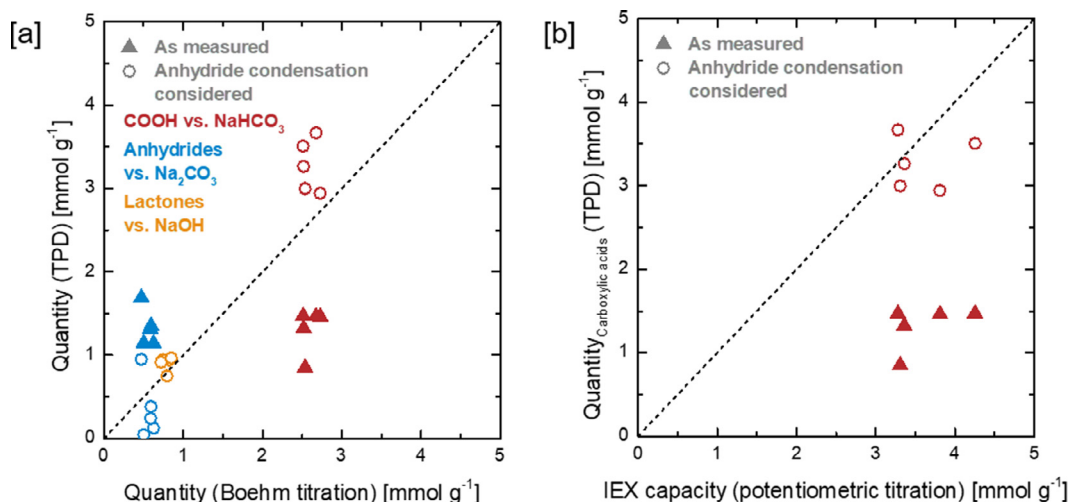 [a]
5
4
3
2
1
0
Quantity (TPD) [mmol g⁻¹]
As measured
Anhydride condensation
considered
COOH vs. NaHCO₃
Anhydrides
vs. Na₂CO₃
Lactones
vs. NaOH
0 1 2 3 4 5
Quantity (Boehm titration) [mmol g⁻¹]
[b]
5
4
3
2
1
0
Quantity Carboxylic acids (TPD) [mmol g⁻¹]
As measured
Anhydride condensation
considered
0 1 2 3 4 5
IEX capacity (potentiometric titration) [mmol g⁻¹]